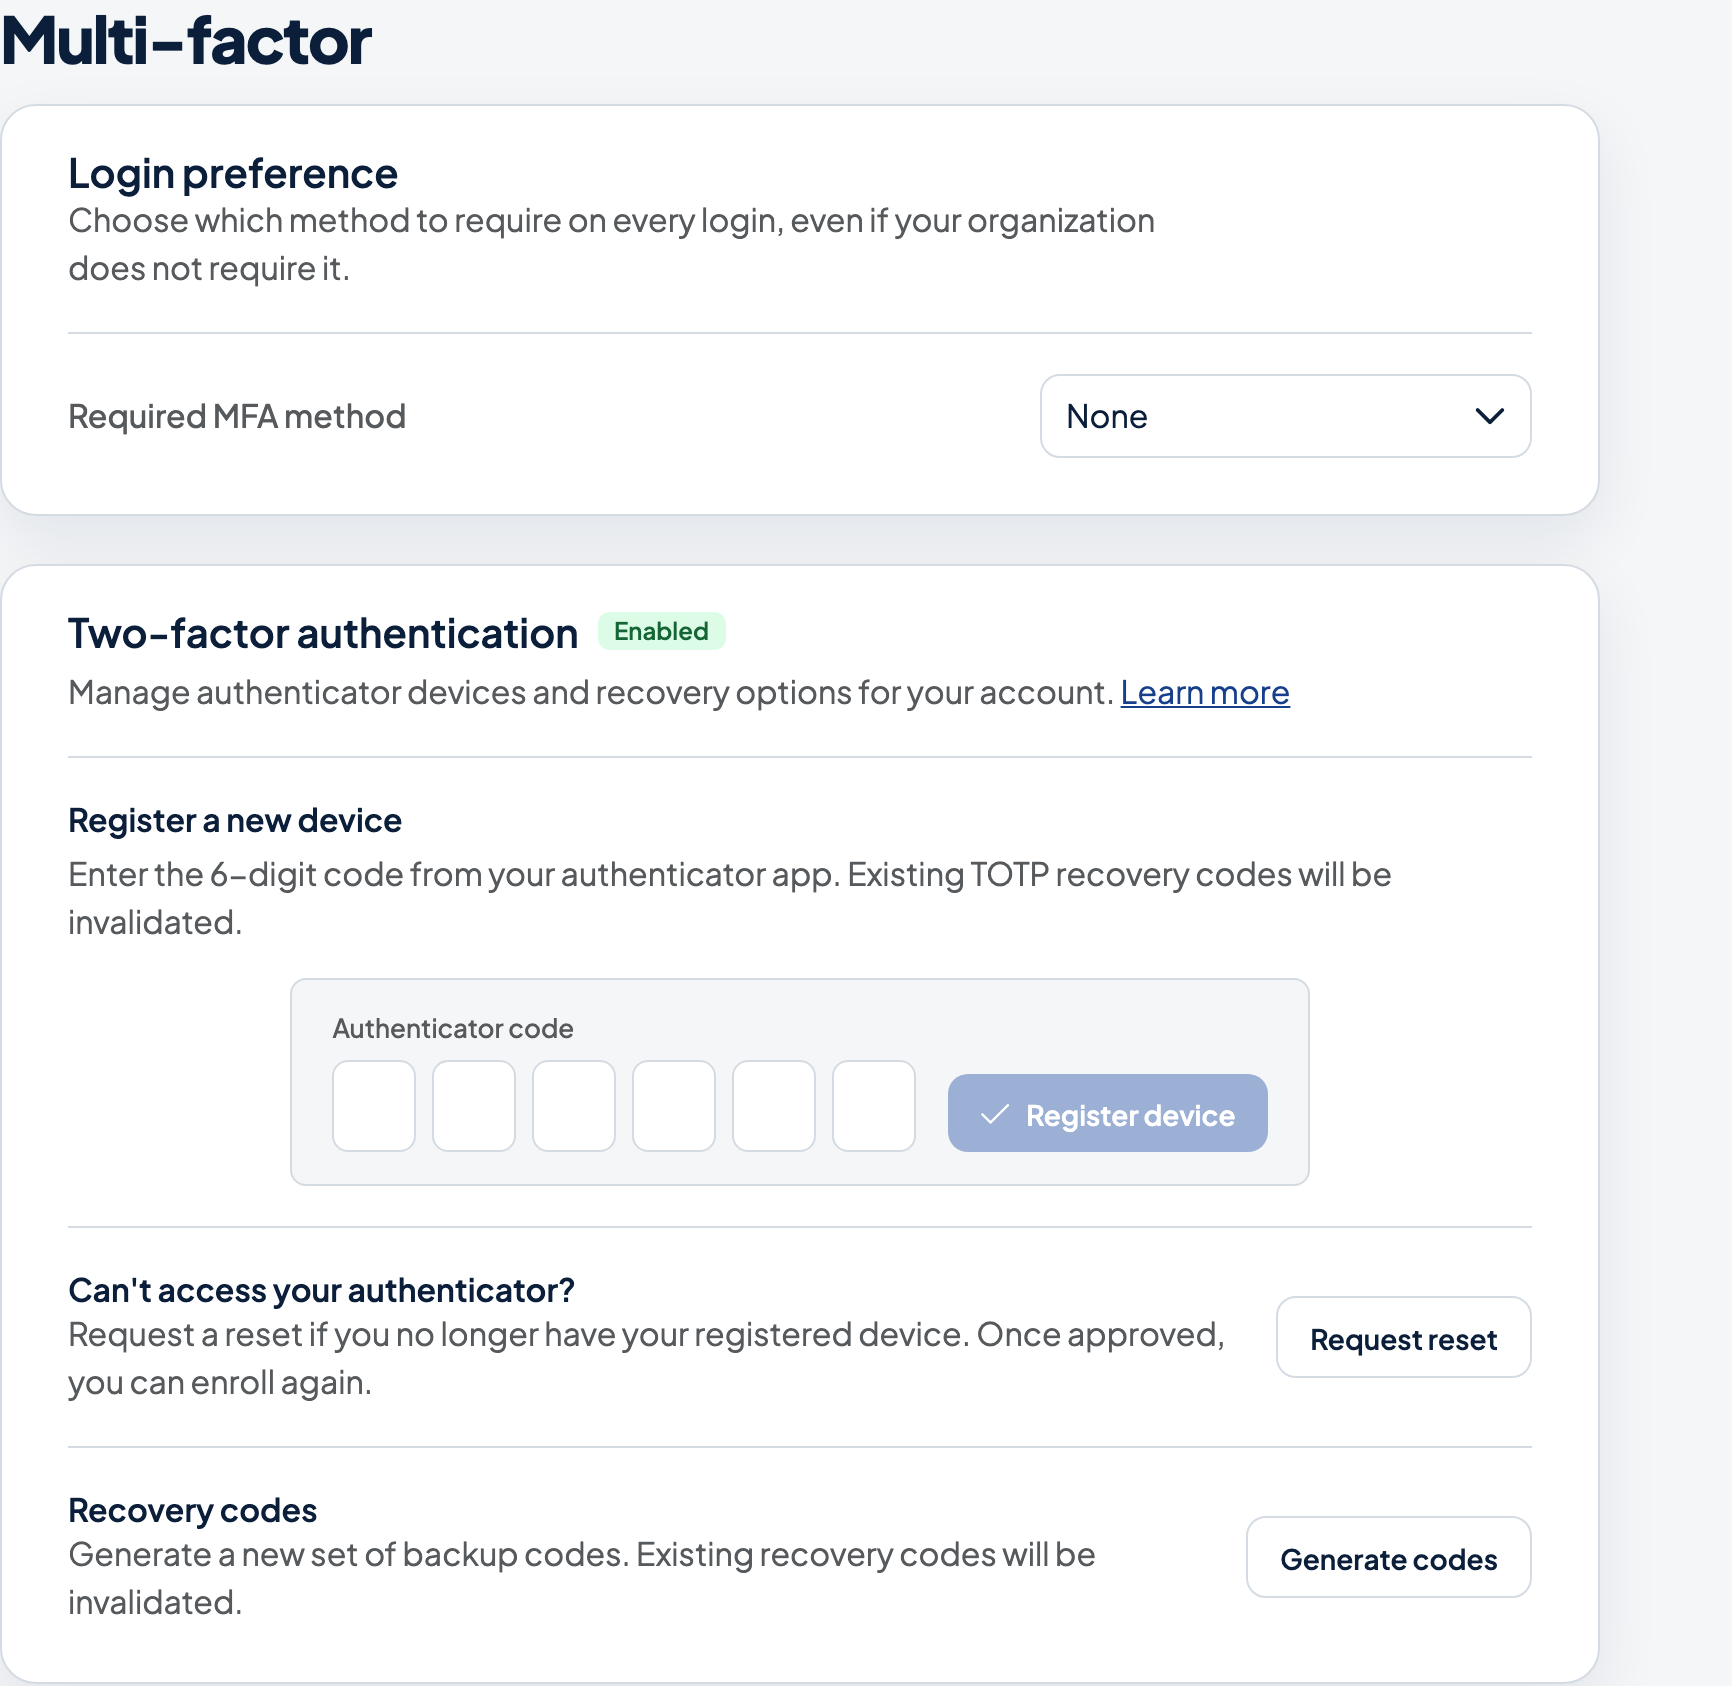 Multi-factor
Login preference
Choose which method to require on every login, even if your organization
does not require it.
Required MFA method
None
Two-factor authentication
Enabled
Manage authenticator devices and recovery options for your account. Learn more
Register a new device
Enter the 6-digit code from your authenticator app. Existing TOTP recovery codes will be
invalidated.
Authenticator code
Register device
Can't access your authenticator?
Request a reset if you no longer have your registered device. Once approved,
you can enroll again.
Request reset
Recovery codes
Generate a new set of backup codes. Existing recovery codes will be
invalidated.
Generate codes